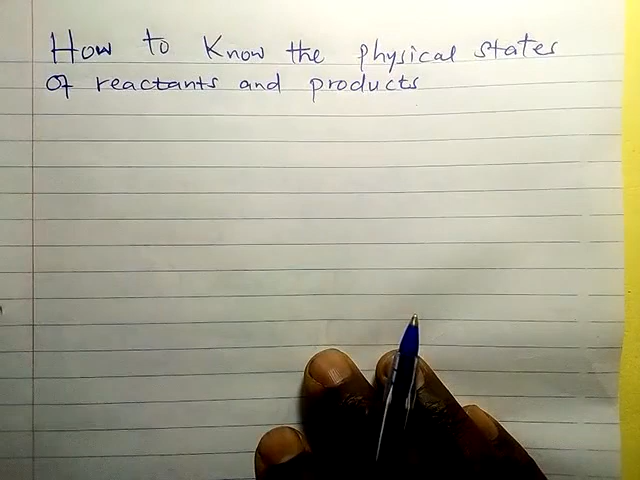 How to Know the physical states
Of reactants and products